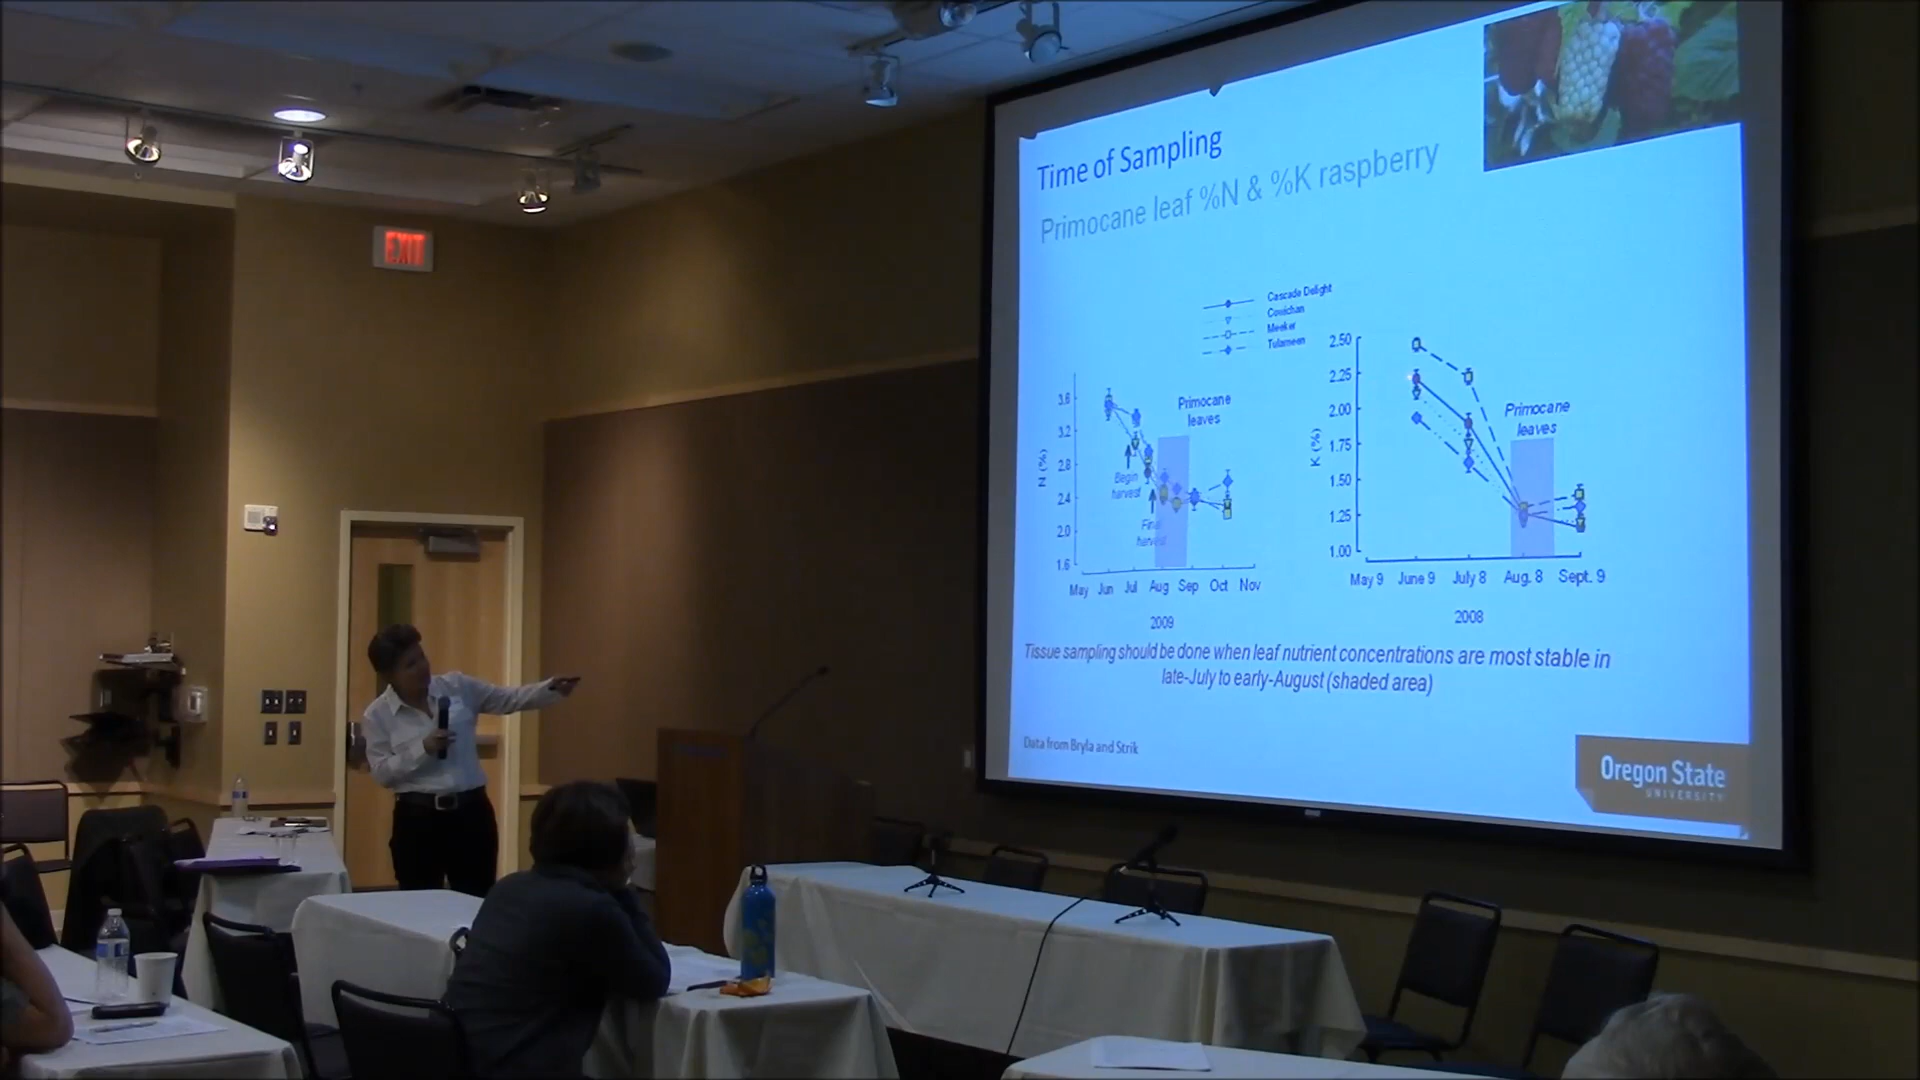 EXIT
Time of Sampling
Primocane leaf %N & %K raspberry
Cascade Delight
Cowichan
Meeker
Tulameen
N (%)
3.6
3.2
2.8
2.4
2.0
1.6
Primocane
leaves
Begin
harvest
Final
harvest
May Jun Jul Aug Sep Oct Nov
2009
K (%)
2.50
2.25
2.00
1.75
1.50
1.25
1.00
Primocane
leaves
May 9 June 9 July 8 Aug. 8 Sept. 9
2008
Tissue sampling should be done when leaf nutrient concentrations are most stable in
late-July to early-August (shaded area)
Data from Bryla and Strik
Oregon State
UNIVERSITY